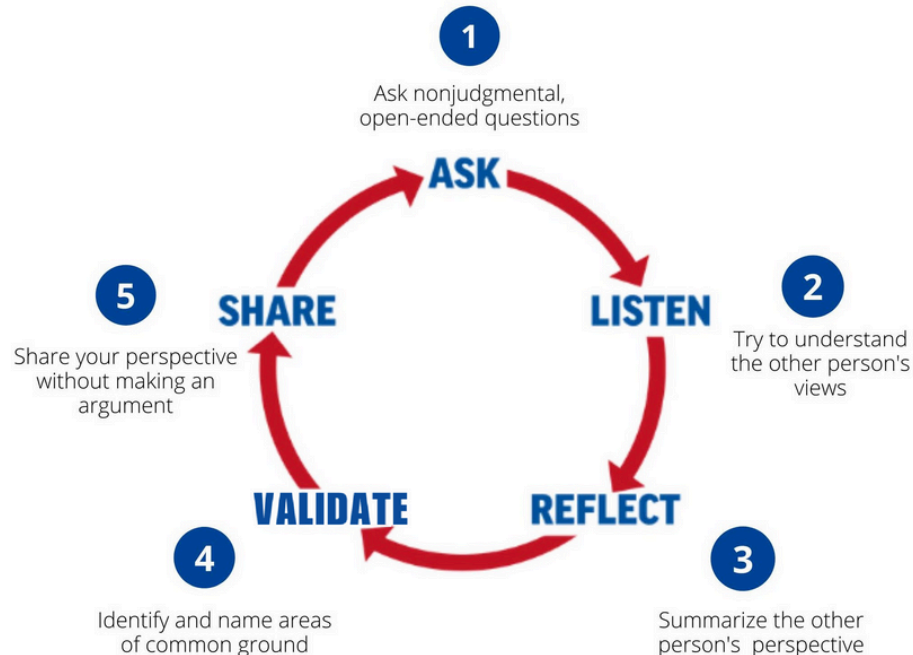 1
Ask nonjudgmental,
open-ended questions
ASK
LISTEN
2
Try to understand
the other person's
views
REFLECT
3
Summarize the other
person's perspective
VALIDATE
4
Identify and name areas
of common ground
SHARE
5
Share your perspective
without making an
argument